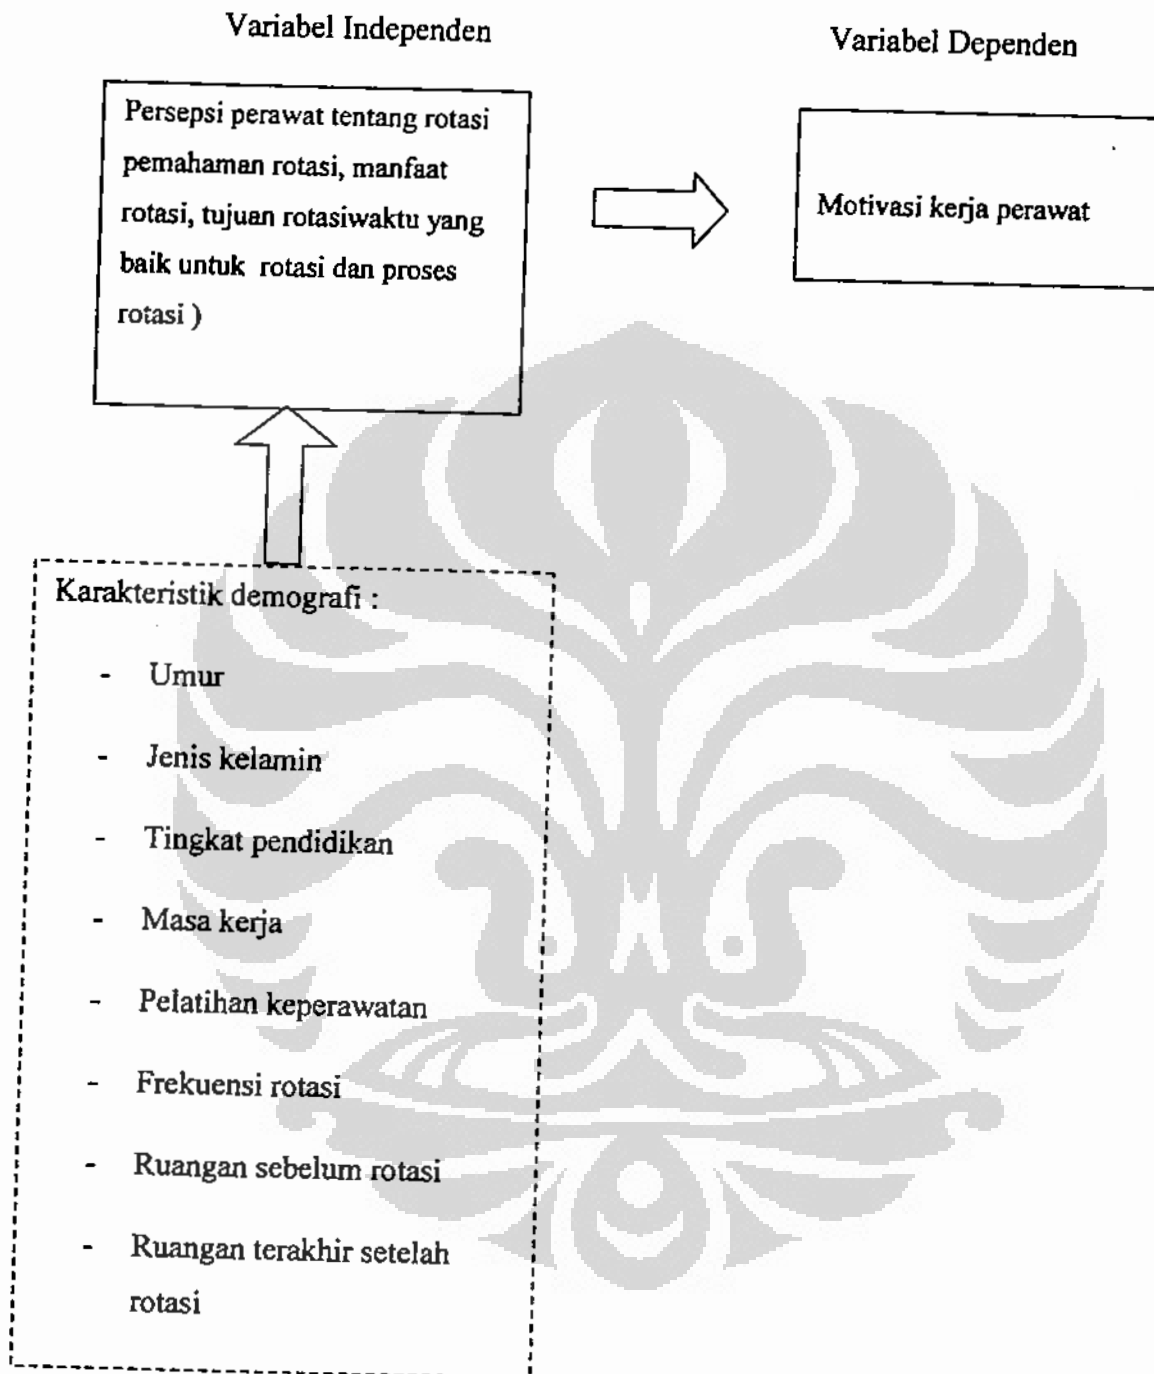 Variabel Independen
Variabel Dependen
Persepsi perawat tentang rotasi
pemahaman rotasi, manfaat
rotasi, tujuan rotasiwaktu yang
baik untuk rotasi dan proses
rotasi )
Motivasi kerja perawat
Karakteristik demografi :
- Umur
- Jenis kelamin
- Tingkat pendidikan
- Masa kerja
- Pelatihan keperawatan
- Frekuensi rotasi
- Ruangan sebelum rotasi
- Ruangan terakhir setelah
rotasi